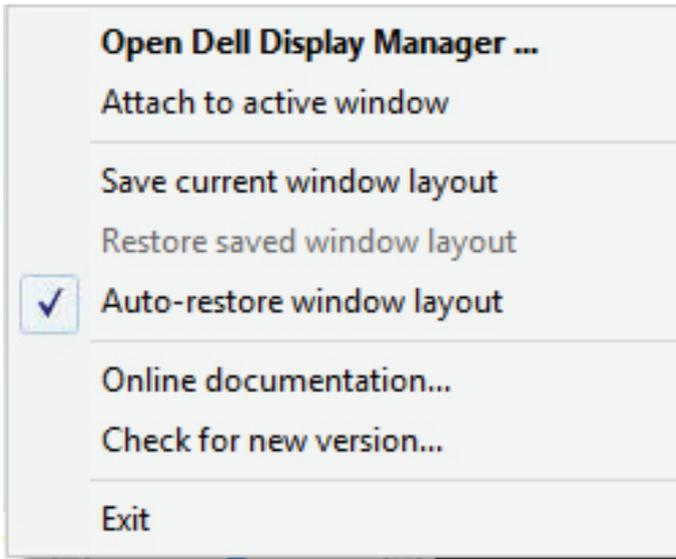 Open Dell Display Manager ...
Attach to active window
Save current window layout
Restore saved window layout
Auto-restore window layout
Online documentation...
Check for new version...
Exit